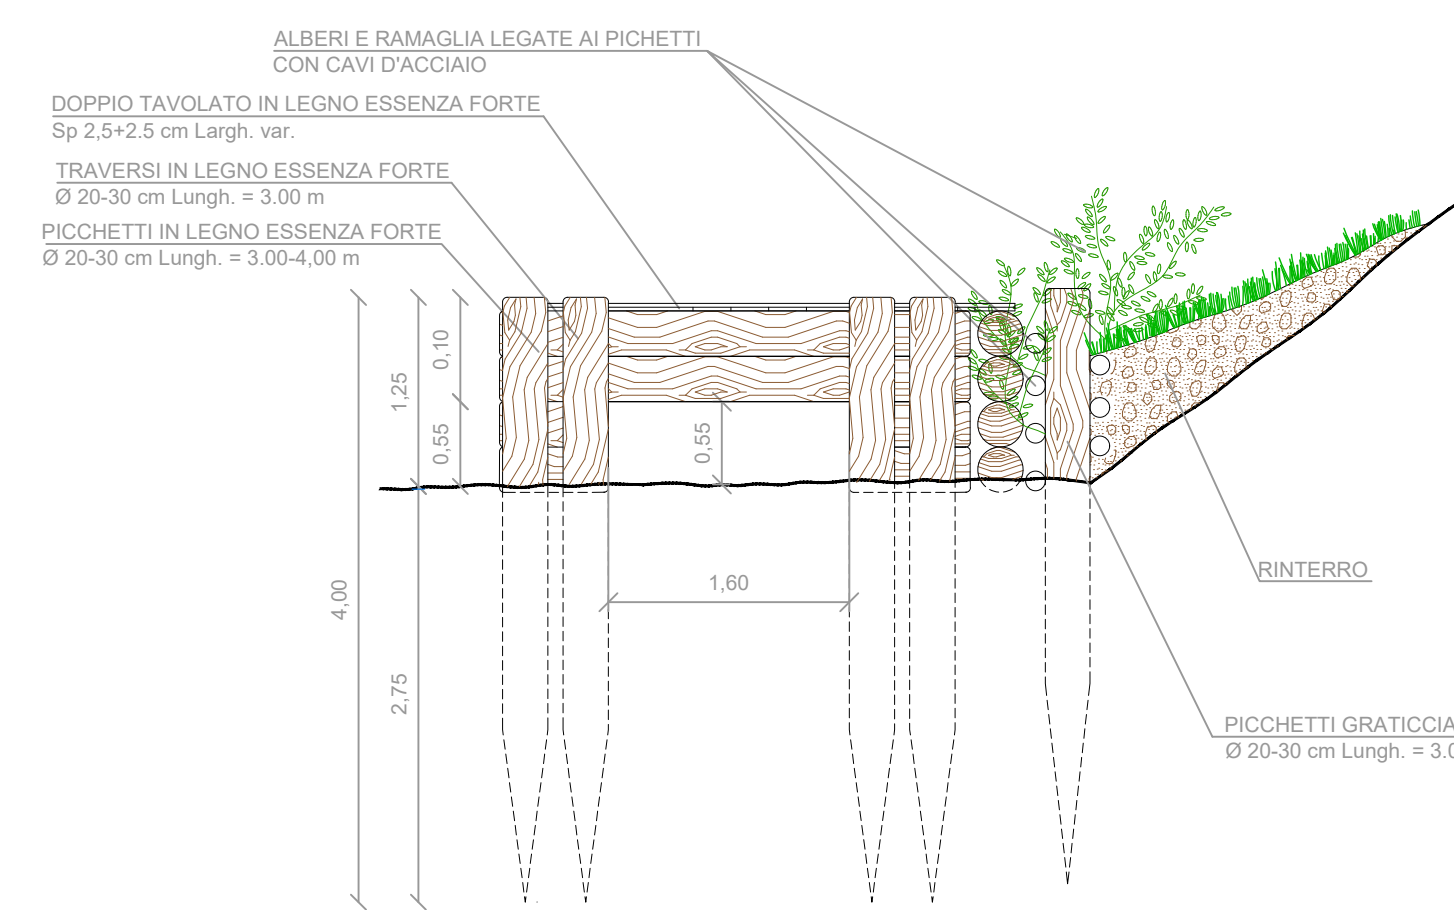 ALBERI E RAMAGLIA LEGATE AI PICHETTI
CON CAVI D'ACCIAIO
DOPPIO TAVOLATO IN LEGNO ESSENZA FORTE
Sp 2,5+2.5 cm Largh. var.
TRAVERSI IN LEGNO ESSENZA FORTE
Ø 20-30 cm Lungh. = 3.00 m
PICCHETTI IN LEGNO ESSENZA FORTE
Ø 20-30 cm Lungh. = 3.00-4,00 m
0,10
1,25
0,55
0,55
1,60
4,00
2,75
RINTERRO
PICCHETTI GRATICCIA
Ø 20-30 cm Lungh. = 3.0